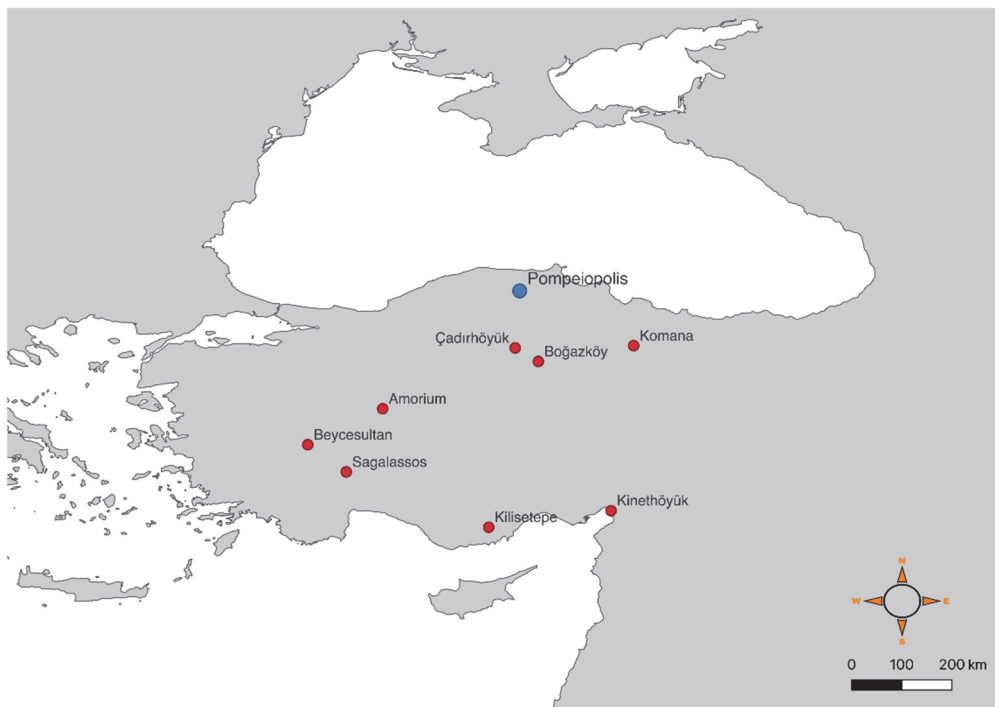 Pompeiopolis
Çadırhöyük
Komana
Boğazköy
Amorium
Beycesultan
Sagalassos
Kinethöyük
Kilisetepe
N
W
E
S
0 100 200 km